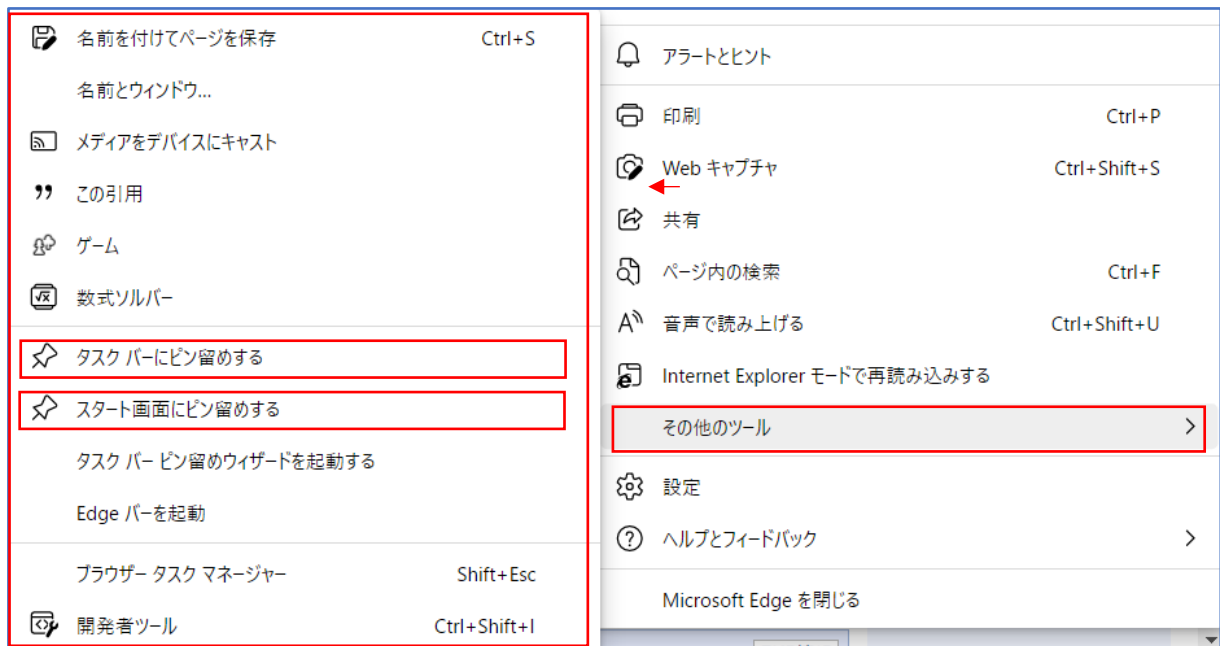 名前を付けてページを保存 Ctrl+S
名前とウィンドウ...
メディアをデバイスにキャスト
この引用
ゲーム
数式ソルバー
タスク バーにピン留めする
スタート画面にピン留めする
タスク バー ピン留めウィザードを起動する
Edge バーを起動
ブラウザー タスク マネージャー Shift+Esc
開発者ツール Ctrl+Shift+I
アラートとヒント
印刷 Ctrl+P
Web キャプチャ Ctrl+Shift+S
共有
ページ内の検索 Ctrl+F
音声で読み上げる Ctrl+Shift+U
Internet Explorer モードで再読み込みする
その他のツール
設定
ヘルプとフィードバック
Microsoft Edge を閉じる